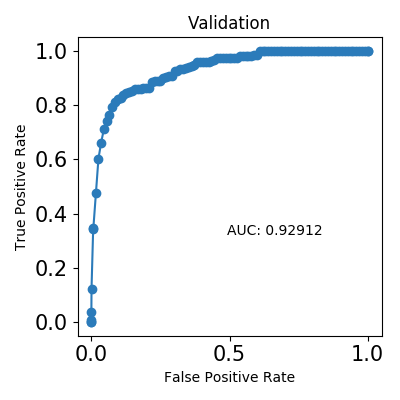 Validation
1.0
0.8
0.6
0.4
0.2
0.0
True Positive Rate
AUC: 0.92912
0.0 0.5 1.0
False Positive Rate